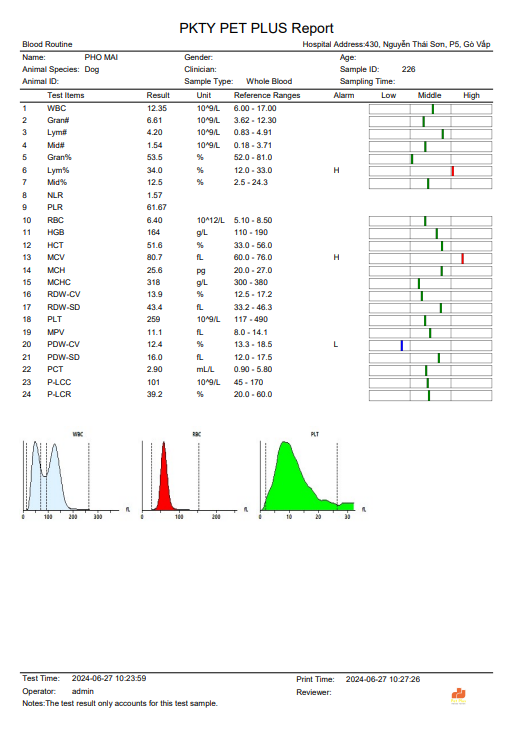 PKTY PET PLUS Report
Blood Routine Hospital Address:430, Nguyễn Thái Sơn, P5, Gò Vấp
Name: PHO MAI Gender: Age:
Animal Species: Dog Clinician: Sample ID: 226
Animal ID: Sample Type: Whole Blood Sampling Time:
Test Items Result Unit Reference Ranges Alarm Low Middle High
1 WBC 12.35 10^9/L 6.00 - 17.00
2 Gran# 6.61 10^9/L 3.62 - 12.30
3 Lym# 4.20 10^9/L 0.83 - 4.91
4 Mid# 1.54 10^9/L 0.18 - 3.71
5 Gran% 53.5 % 52.0 - 81.0
6 Lym% 34.0 % 12.0 - 33.0 H
7 Mid% 12.5 % 2.5 - 24.3
8 NLR 1.57
9 PLR 61.67
10 RBC 6.40 10^12/L 5.10 - 8.50
11 HGB 164 g/L 110 - 190
12 HCT 51.6 % 33.0 - 56.0
13 MCV 80.7 fL 60.0 - 76.0 H
14 MCH 25.6 pg 20.0 - 27.0
15 MCHC 318 g/L 300 - 380
16 RDW-CV 13.9 % 12.5 - 17.2
17 RDW-SD 43.4 fL 33.2 - 46.3
18 PLT 259 10^9/L 117 - 490
19 MPV 11.1 fL 8.0 - 14.1
20 PDW-CV 12.4 % 13.3 - 18.5 L
21 PDW-SD 16.0 fL 12.0 - 17.5
22 PCT 2.90 mL/L 0.90 - 5.80
23 P-LCC 101 10^9/L 45 - 170
24 P-LCR 39.2 % 20.0 - 60.0
WBC RBC PLT
0 100 200 300 fL 0 100 200 fL 0 10 20 30 fL
Test Time: 2024-06-27 10:23:59 Print Time: 2024-06-27 10:27:26
Operator: admin Reviewer:
Notes:The test result only accounts for this test sample.